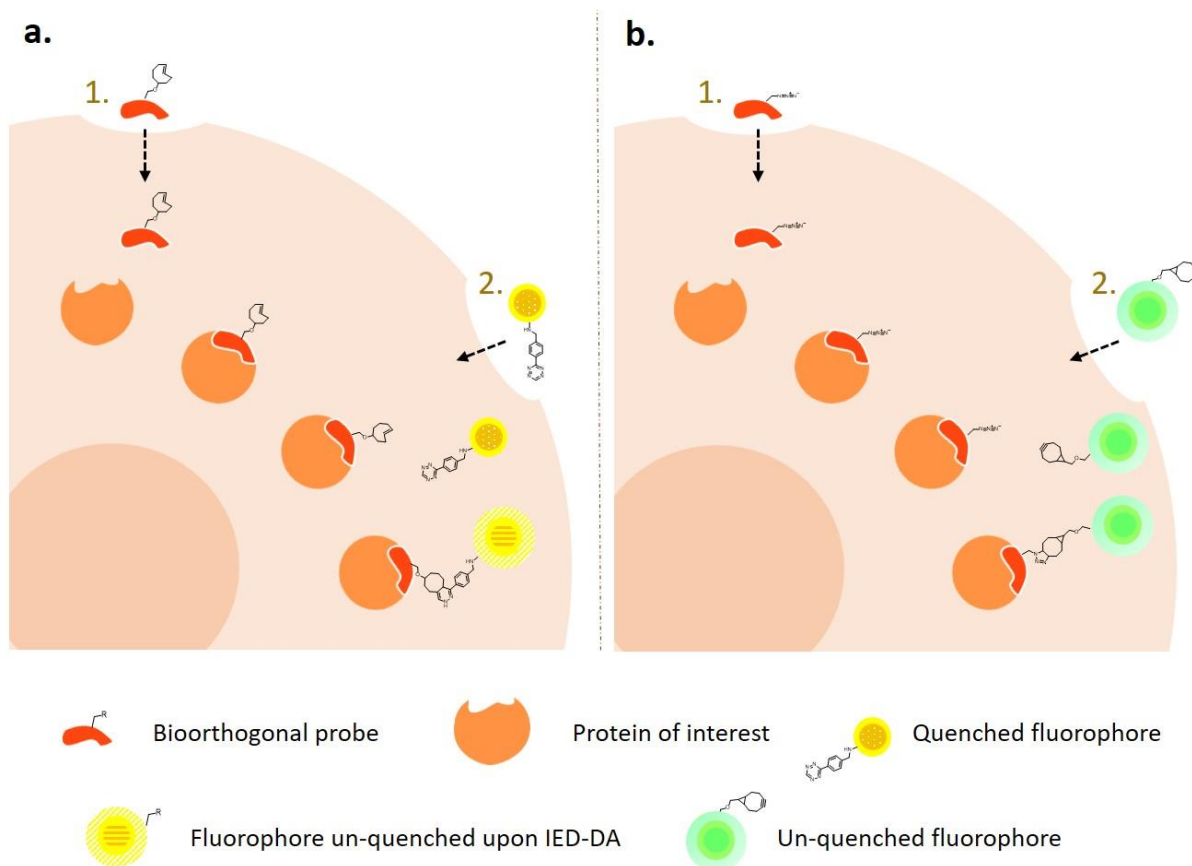 a.
1.
2.
b.
1.
2.
Bioorthogonal probe
Protein of interest
Quenched fluorophore
Fluorophore un-quenched upon IED-DA
Un-quenched fluorophore